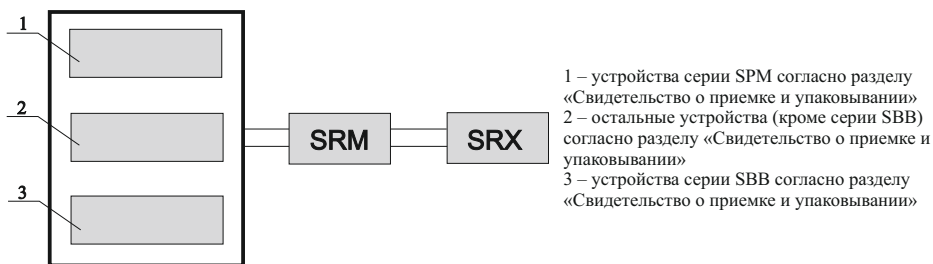 1
2
3
SRM
SRX
1 – устройства серии SPM согласно разделу
«Свидетельство о приемке и упаковывании»
2 – остальные устройства (кроме серии SBB)
согласно разделу «Свидетельство о приемке и
упаковывании»
3 – устройства серии SBB согласно разделу
«Свидетельство о приемке и упаковывании»